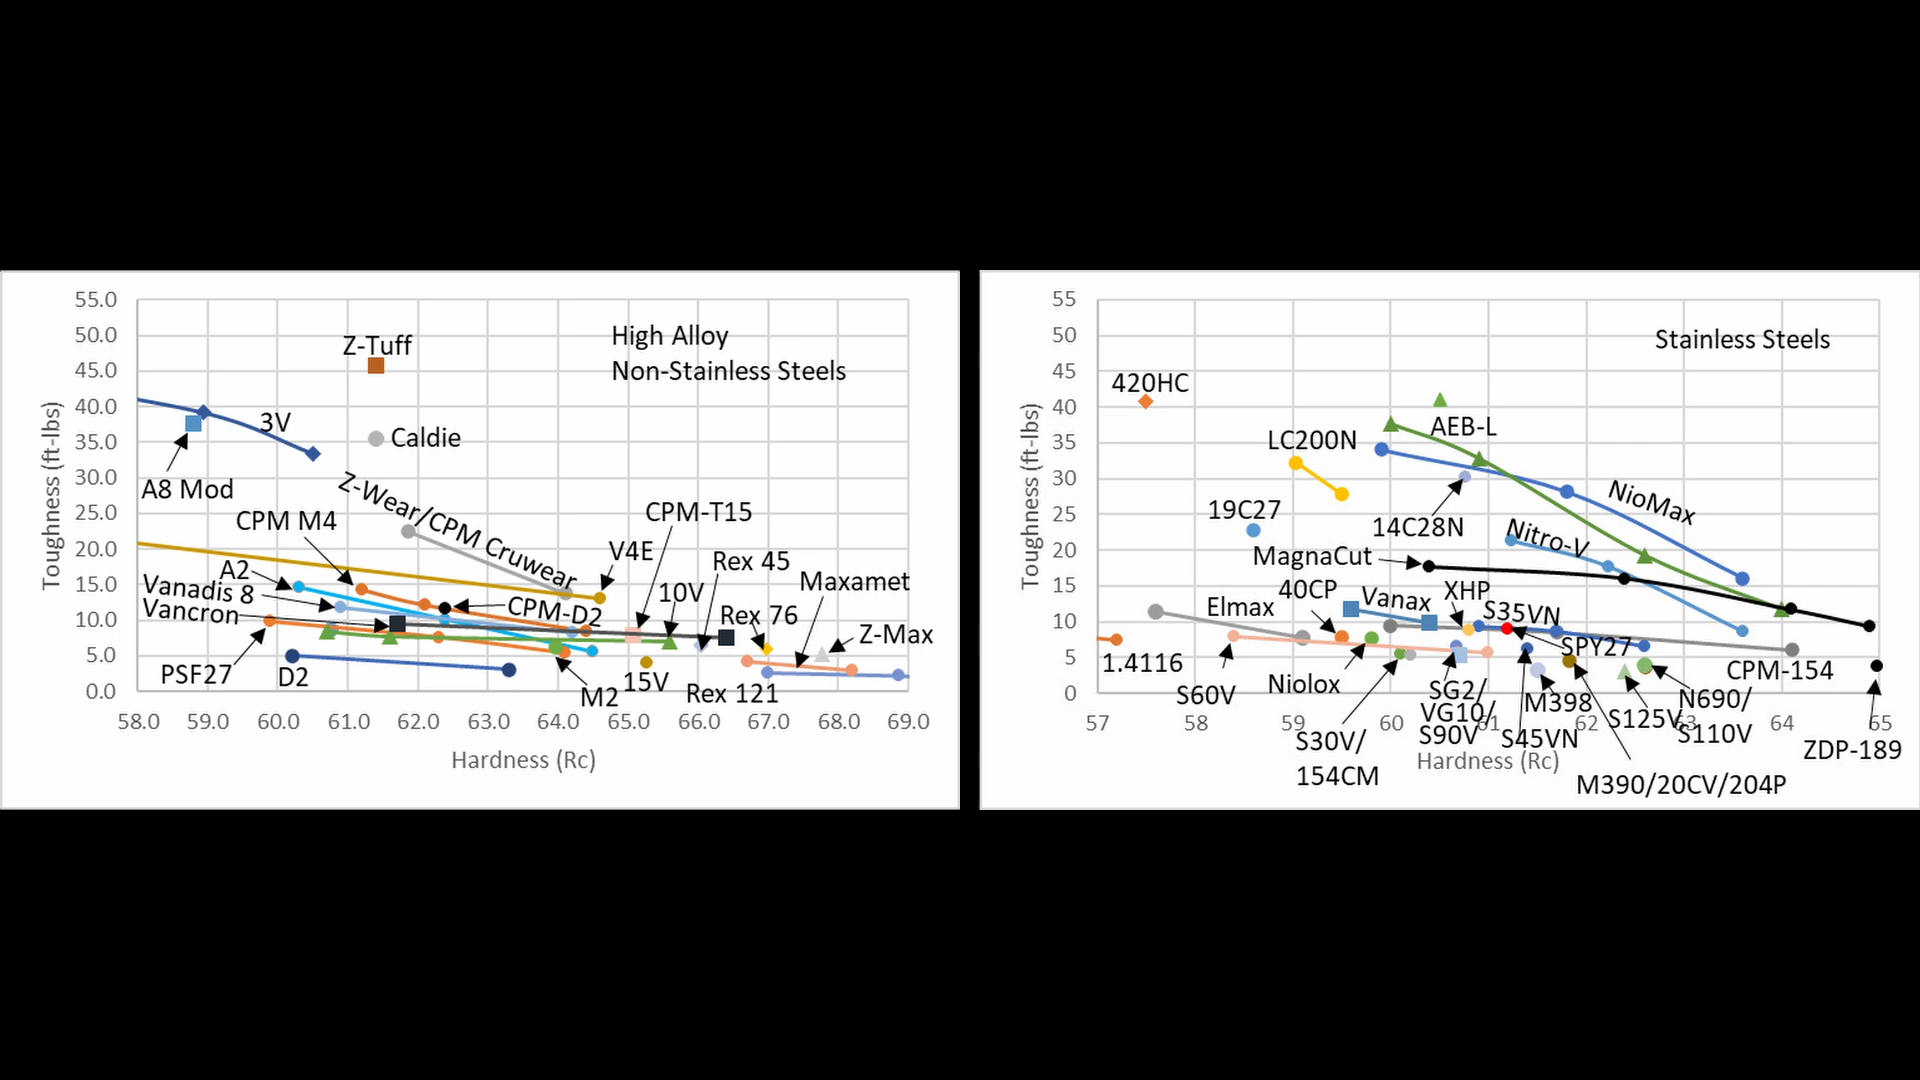 55.0
50.0
45.0
40.0
35.0
30.0
25.0
20.0
15.0
10.0
5.0
0.0
Toughness (ft-lbs)
58.0 59.0 60.0 61.0 62.0 63.0 64.0 65.0 66.0 67.0 68.0 69.0
Hardness (Rc)
High Alloy
Non-Stainless Steels
Z-Tuff
3V
Caldie
A8 Mod
Z-Wear/CPM Cruwear
CPM M4
CPM-T15
V4E
Rex 45
A2
10V
Maxamet
Vanadis 8
Vancron
CPM-D2
Rex 76
Z-Max
PSF27
D2
M2
15V
Rex 121
55
50
45
40
35
30
25
20
15
10
5
0
Toughness (ft-lbs)
57 58 59 60 61 62 63 64 65
Hardness (Rc)
Stainless Steels
420HC
AEB-L
LC200N
NioMax
19C27
14C28N
Nitro-V
MagnaCut
40CP
Vanax
XHP
Elmax
S35VN
SPY27
1.4116
CPM-154
S60V
Niolox
SG2/
VG10/
S90V
M398
S125V
N690/
S110V
S30V/
154CM
S45VN
ZDP-189
M390/20CV/204P